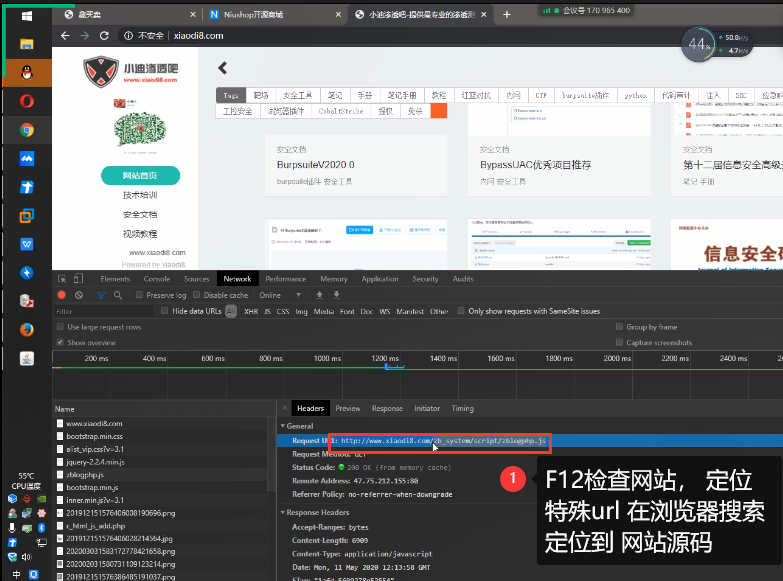 会议号 170 965 400
趣买卖
Niushop开源商城
小迪渗透吧-提供专业的渗透测
不安全 | xiaodi8.com
44%
50.8K/s
4.7K/s
小迪渗透吧
www.xiaodi8.com
网站首页
技术培训
安全文档
视频教程
www.xiaodi8.com
Powered by xiaodi8
Tags 靶场 安全工具 笔记 手册 笔记手册 教程 红蓝对抗 内网 CTF burpsuite插件 python 代码审计 注入 SRC 应急响
工控安全 浏览器插件 CobaltStrike 提权 免杀
安全文档
BurpsuiteV2020.0
burpsuite插件 安全工具
安全文档
BypassUAC优秀项目推荐
内网 安全工具
安全文档
第十二届信息安全高级
笔记 手册
信息安全研
Elements Console Sources Network Performance Memory Application Security Audits
Preserve log Disable cache Online
Filter Hide data URLs All XHR JS CSS Img Media Font Doc WS Manifest Other Only show requests with SameSite issues
Use large request rows Group by frame
Show overview Capture screenshots
200 ms 400 ms 600 ms 800 ms 1000 ms 1200 ms 1400 ms 1600 ms 1800 ms 2000 ms 2200 ms 2400 ms
Name
www.xiaodi8.com
bootstrap.min.css
alist_vip.css?v=3.1
jquery-2.2.4.min.js
zblogphp.js
bootstrap.min.js
inner.min.js?v=3.1
201912151576406038190696.png
c_html_js_add.php
201912151576406028214564.jpg
202003031583172778421658.png
202003031580731109123214.png
201912151576386485191037.png
Headers Preview Response Initiator Timing
General
Request URL: http://www.xiaodi8.com/zb_system/script/zblogphp.js
Request Method: GET
Status Code: 200 OK (from memory cache)
Remote Address: 47.75.212.155:80
Referrer Policy: no-referrer-when-downgrade
Response Headers
Accept-Ranges: bytes
Content-Length: 6909
Content-Type: application/javascript
Date: Mon, 11 May 2020 12:13:58 GMT
1
F12检查网站， 定位
特殊url 在浏览器搜索
定位到 网站源码
55℃
CPU温度
中